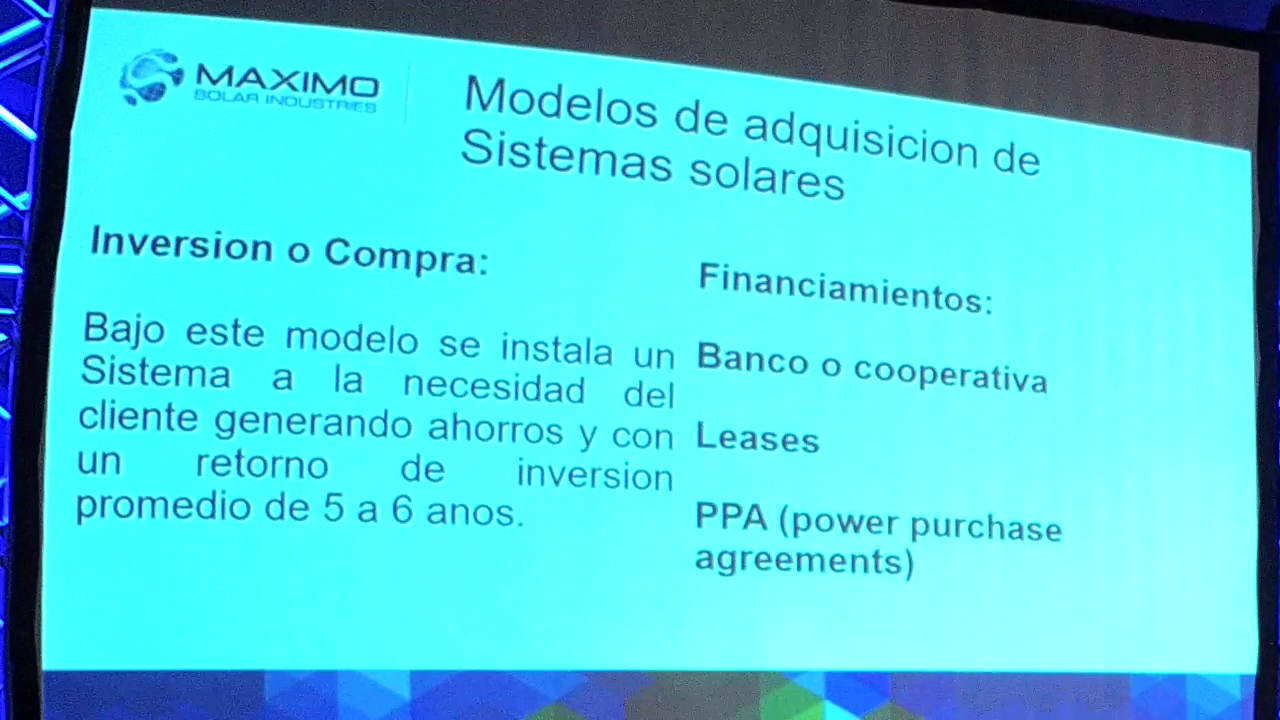 MAXIMO
SOLAR INDUSTRIES
Modelos de adquisicion de
Sistemas solares
Inversion o Compra:
Bajo este modelo se instala un
Sistema a la necesidad del
cliente generando ahorros y con
un retorno de inversion
promedio de 5 a 6 anos.
Financiamientos:
Banco o cooperativa
Leases
PPA (power purchase
agreements)